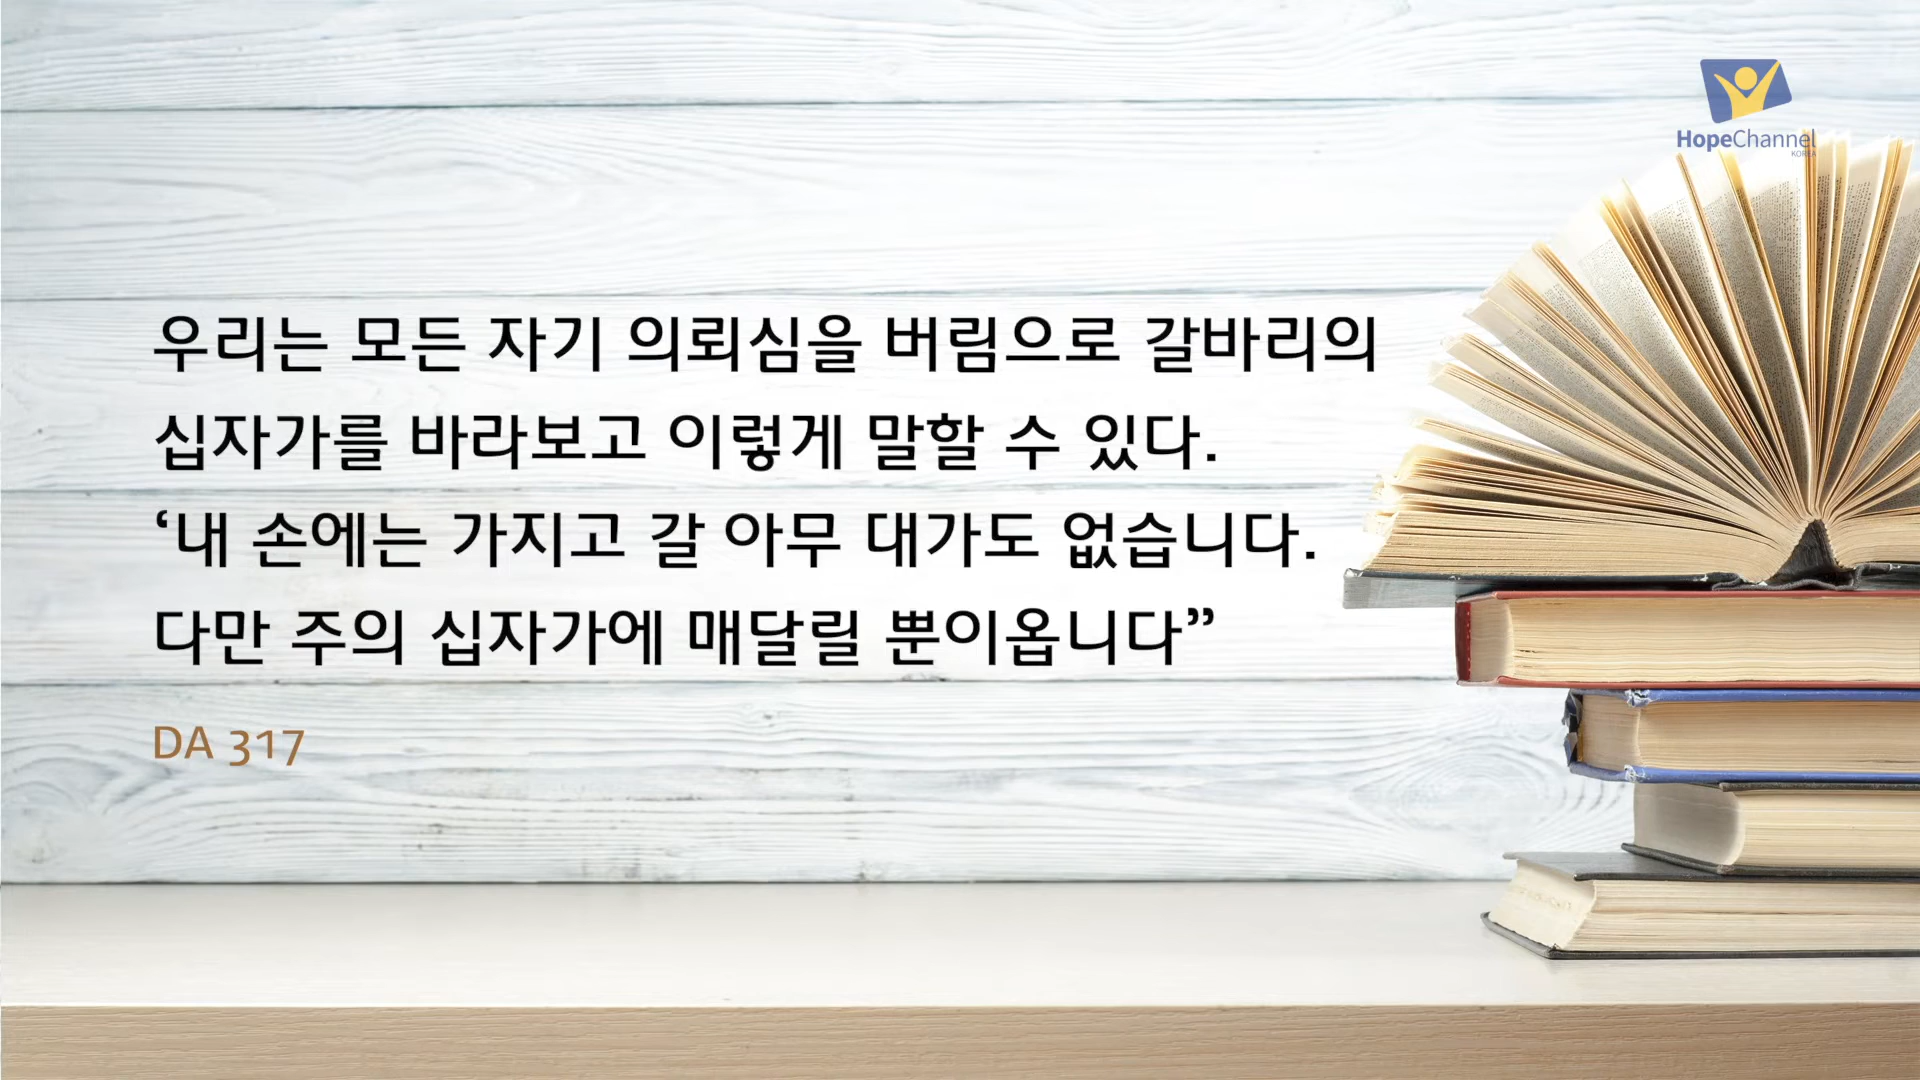 HopeChannel
KOREA
우리는 모든 자기 의뢰심을 버림으로 갈바리의
십자가를 바라보고 이렇게 말할 수 있다.
‘내 손에는 가지고 갈 아무 대가도 없습니다.
다만 주의 십자가에 매달릴 뿐이옵니다”
DA 317